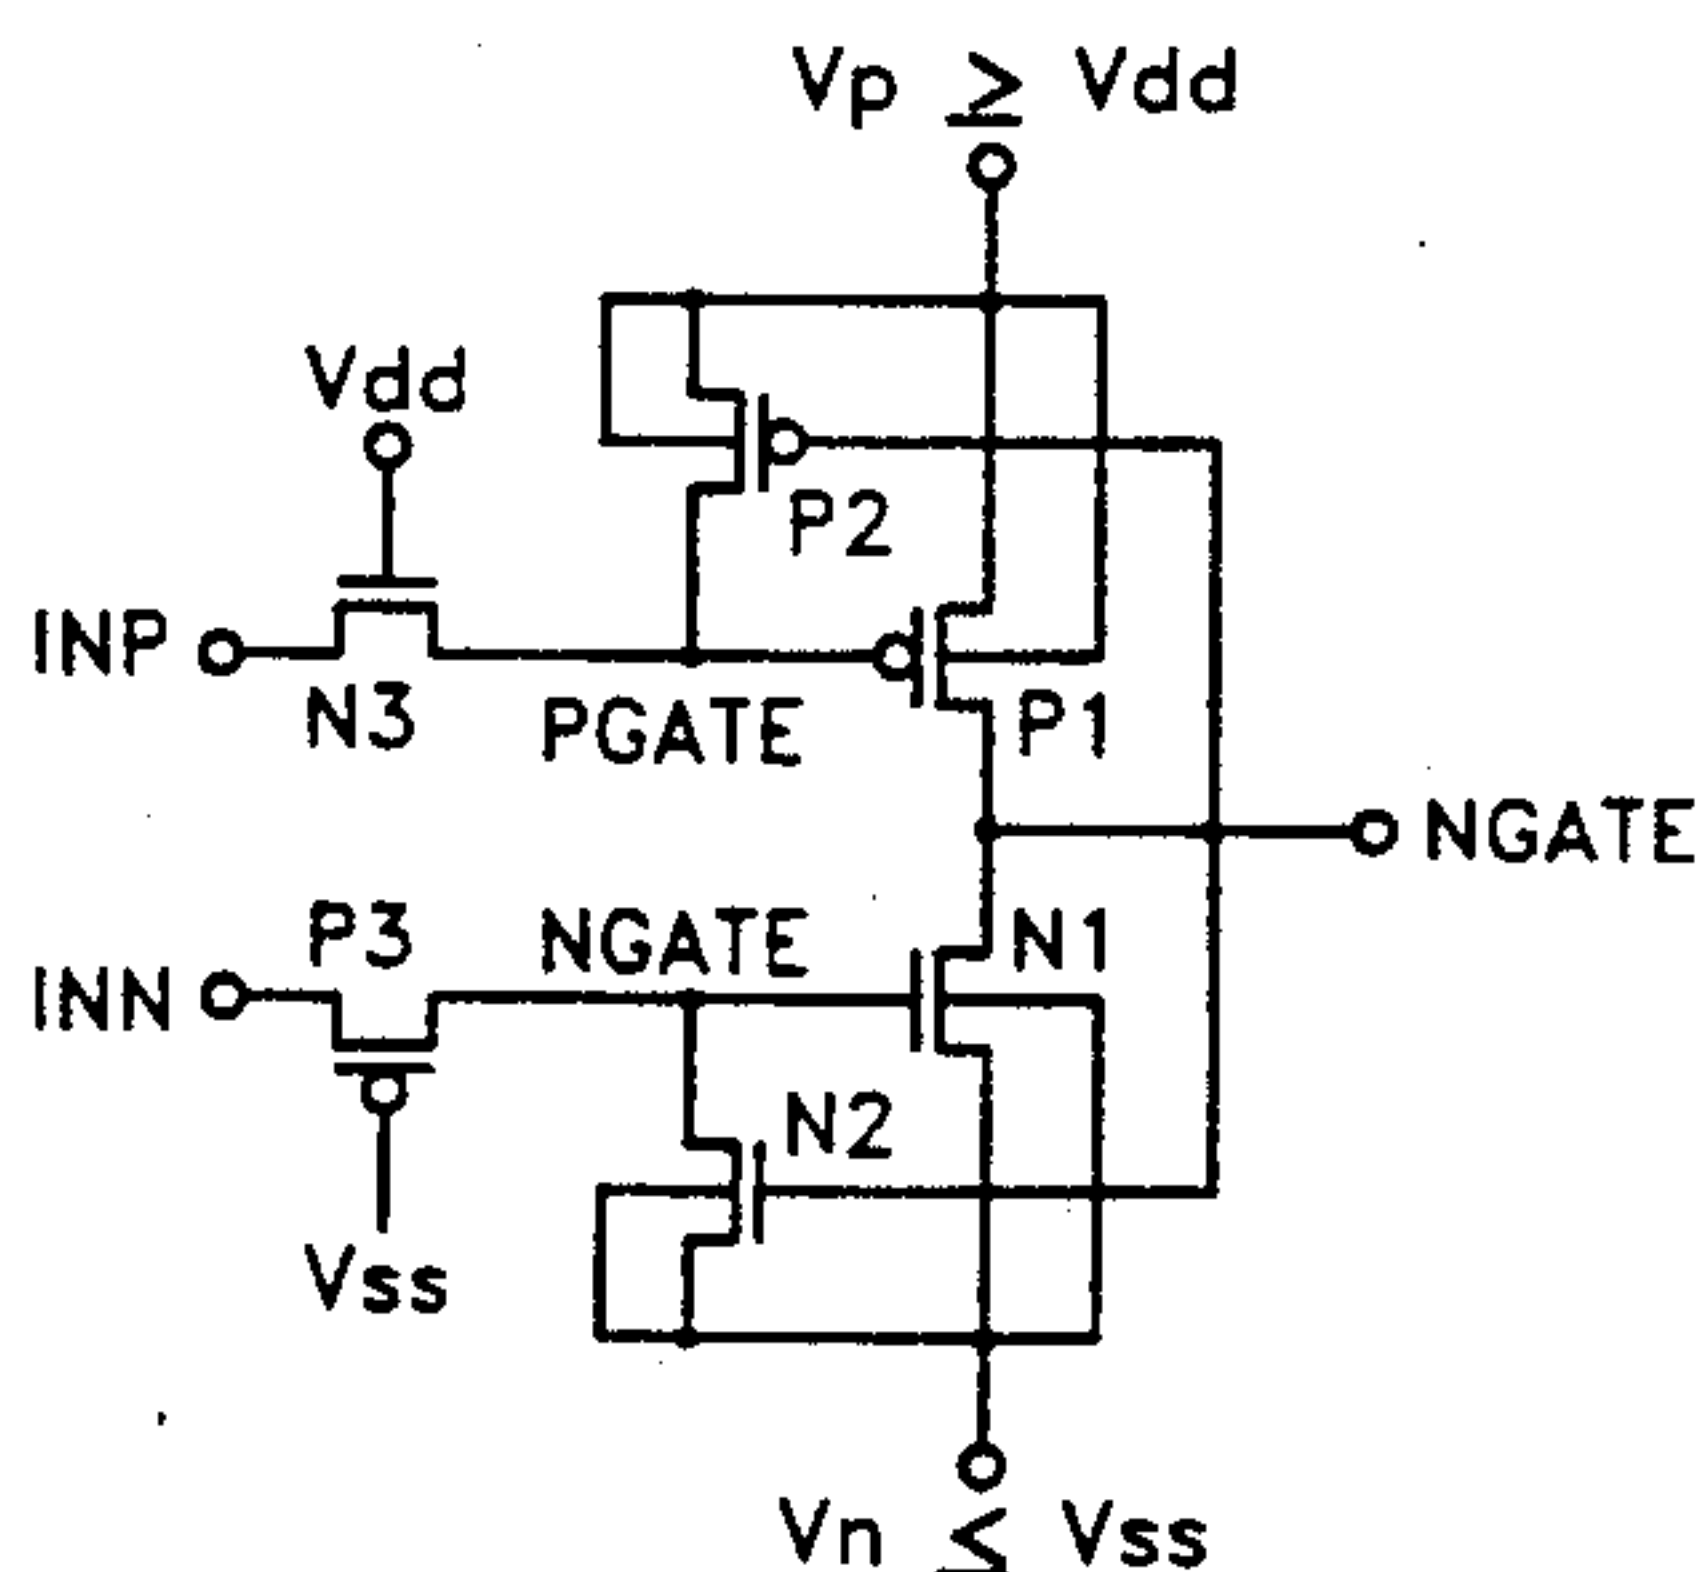 Vp ≥ Vdd
Vdd
P2
INP
N3
PGATE
P1
NGATE
P3
NGATE
N1
INN
N2
Vss
Vn ≤ Vss